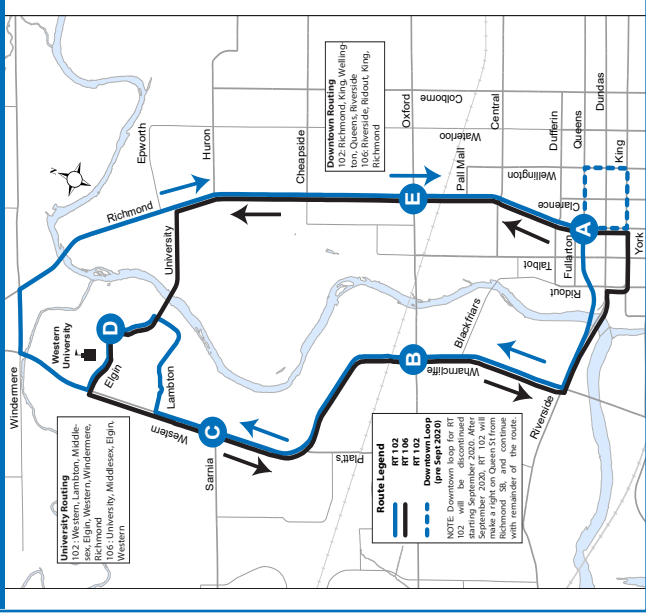 Windermere
Western
University
Elgin
D
Lambton
Western
C
Sarnia
Richmond
University
Epworth
Huron
Cheapside
Platt's
B
Wharncliffe
Blackfriars
Riverside
Oxford
E
Pall Mall
Central
Colborne
Waterloo
Wellington
Clarence
Dufferin
Queens
Dundas
King
York
Fullarton
Talbot
Ridout
A
University Routing
102 : Western, Lambton, Middle-
sex, Elgin, Western, Windermere,
Richmond
106 : University, Middlesex, Elgin,
Western
Downtown Routing
102: Richmond, King, Welling-
ton, Queens, Riverside
106: Riverside, Ridout, King,
Richmond
Route Legend
RT 102
RT 106
RT 102
Downtown Loop
(pre Sept 2020)
NOTE: Downtown loop for RT
102 will be discontinued
starting September 2020. After
September 2020, RT 102 will
make a right on Queen St from
Richmond SB, and continue
with remainder of the route.